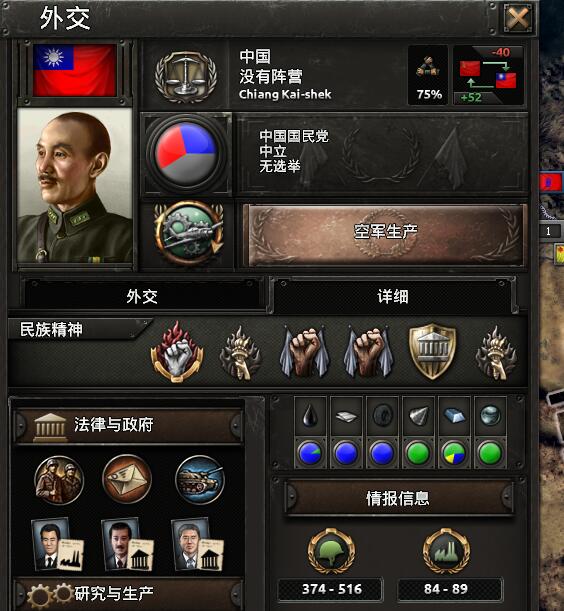 外交
中国
没有阵营
Chiang Kai-shek
75%
-40
+52
中国国民党
中立
无选举
空军生产
1
外交
详细
民族精神
法律与政府
情报信息
374 - 516
84 - 89
研究与生产